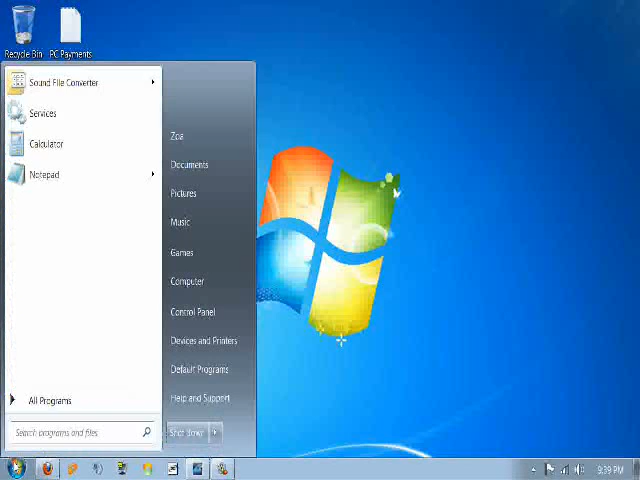 Recycle Bin
PC Payments
Sound File Converter
Services
Calculator
Notepad
All Programs
Search programs and files
Zoa
Documents
Pictures
Music
Games
Computer
Control Panel
Devices and Printers
Default Programs
Help and Support
Shut down
9:39 PM